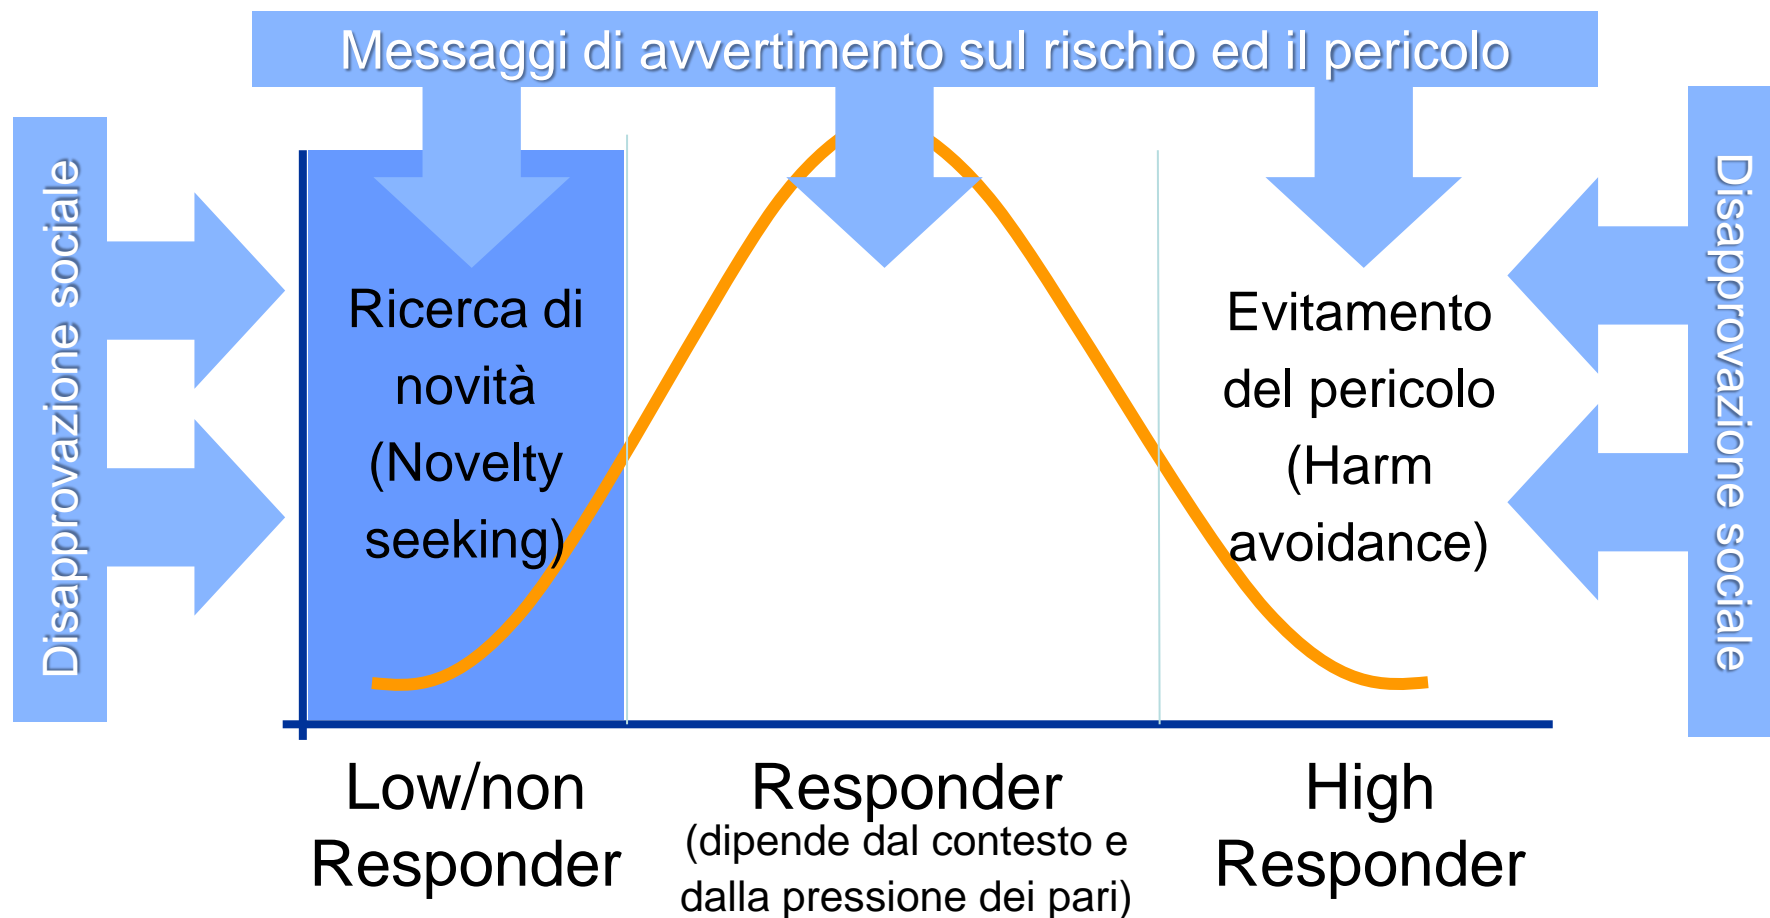 Messaggi di avvertimento sul rischio ed il pericolo
Disapprovazione sociale
Ricerca di
novità
(Novelty
seeking)
Evitamento
del pericolo
(Harm
avoidance)
Disapprovazione sociale
Low/non
Responder
Responder
(dipende dal contesto e
dalla pressione dei pari)
High
Responder